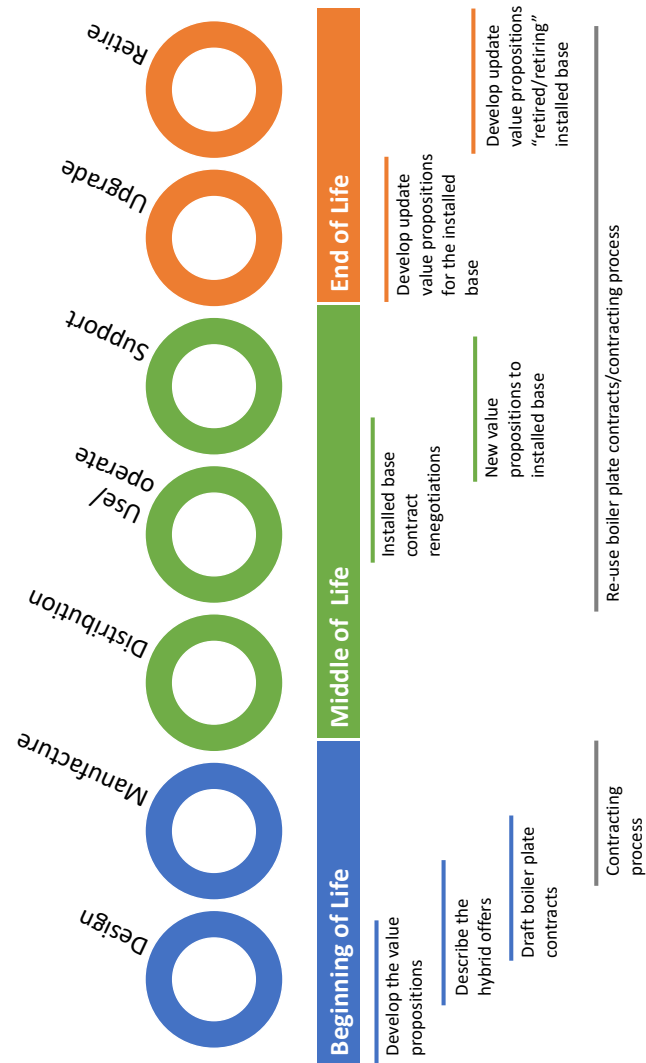 Design
Manufacture
Distribution
Use/
operate
Support
Upgrade
Retire
Beginning of Life
Middle of Life
End of Life
Develop the value
propositions
Describe the
hybrid offers
Draft boiler plate
contracts
Contracting
process
Installed base
contract
renegotiations
New value
propositions to
installed base
Develop update
value propositions
for the installed
base
Develop update
value propositions
“retired/retiring”
installed base
Re-use boiler plate contracts/contracting process